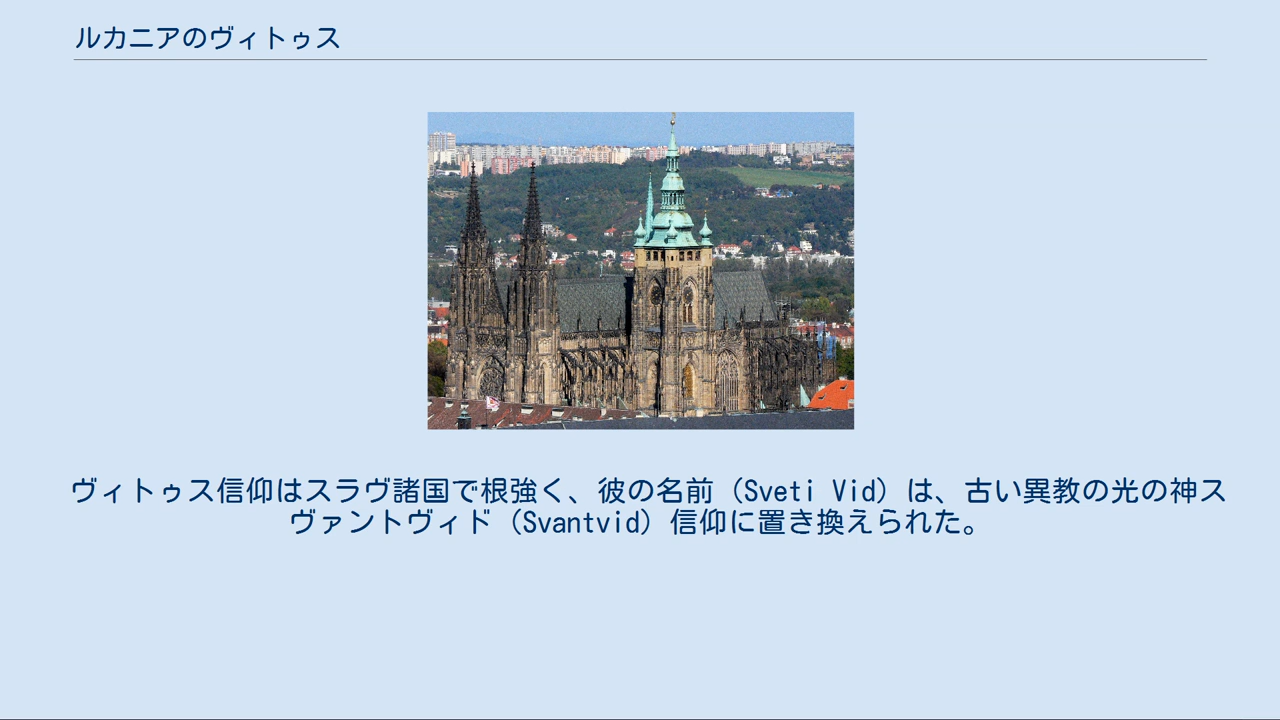 ルカニアのヴィトゥス
ヴィトゥス信仰はスラヴ諸国で根強く、彼の名前（Sveti Vid）は、古い異教の光の神ス
ヴァントヴィド（Svantvid）信仰に置き換えられた。